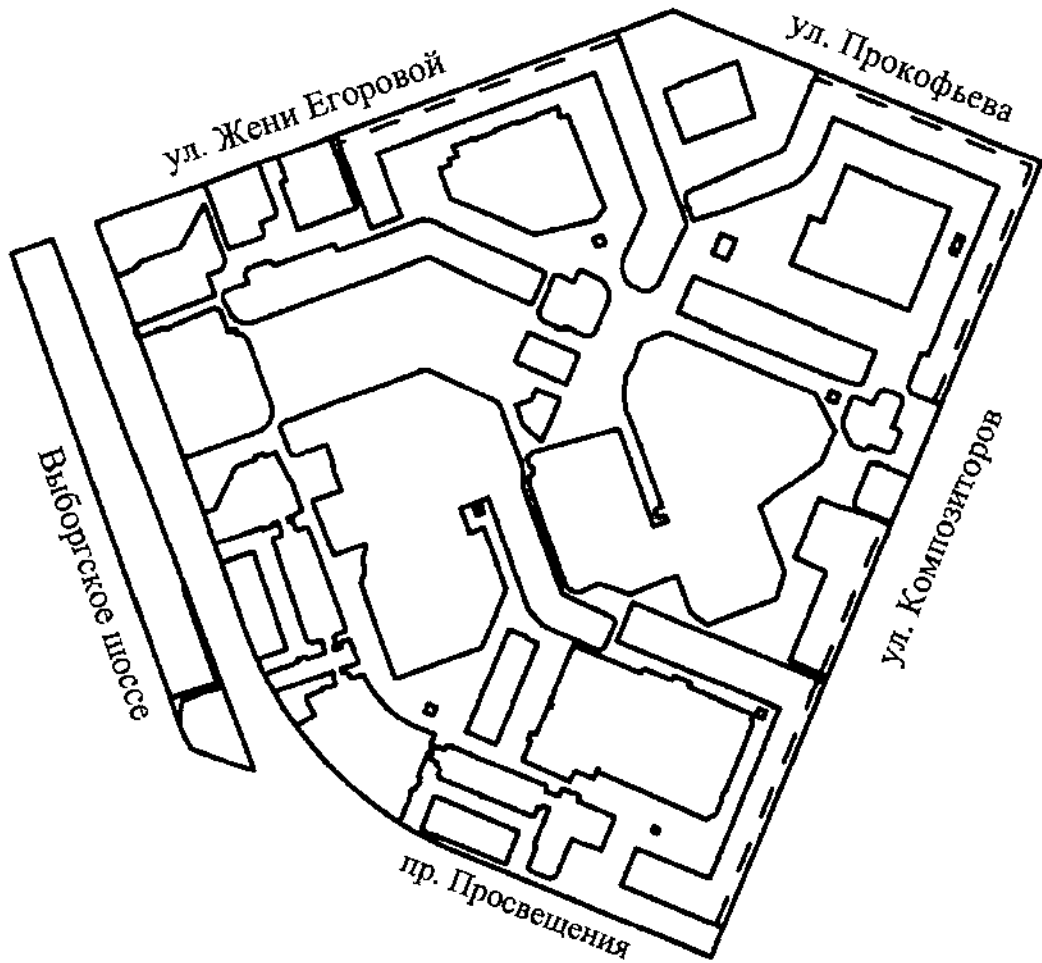 ул. Жени Егоровой
ул. Прокофьева
Выборгское шоссе
ул. Композиторов
пр. Просвещения